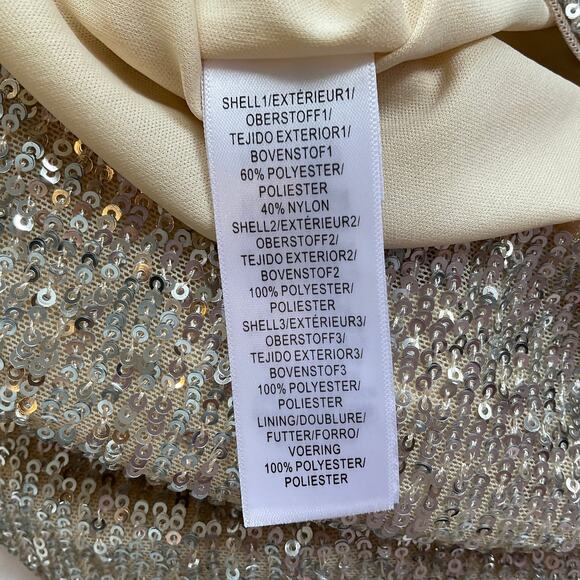 SHELL1/EXTÉRIEUR1/
OBERSTOFF1/
TEJIDO EXTERIOR1/
BOVENSTOF1
60% POLYESTER/
POLIESTER
40% NYLON
SHELL2/EXTÉRIEUR2/
OBERSTOFF2/
TEJIDO EXTERIOR2/
BOVENSTOF2
100% POLYESTER/
POLIESTER
SHELL3/EXTÉRIEUR3/
OBERSTOFF3/
TEJIDO EXTERIOR3/
BOVENSTOF3
100% POLYESTER/
POLIESTER
LINING/DOUBLURE/
FUTTER/FORRO/
VOERING
100% POLYESTER/
POLIESTER